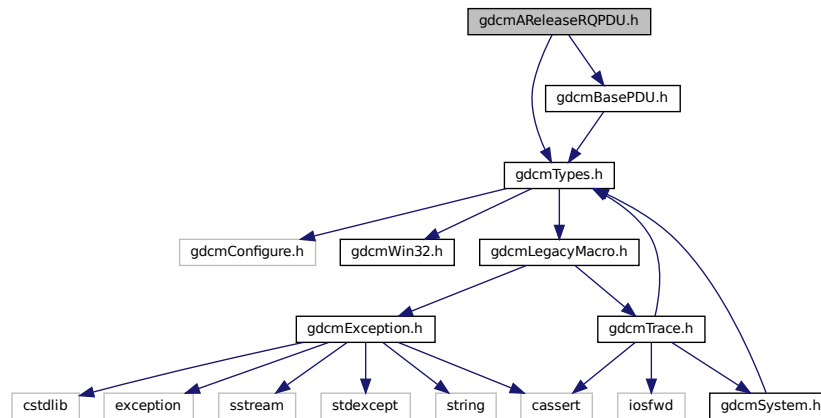 gdcmAReleaseRQPDU.h
gdcmBasePDU.h
gdcmTypes.h
gdcmConfigure.h
gdcmWin32.h
gdcmLegacyMacro.h
gdcmException.h
gdcmTrace.h
cstdlib
exception
sstream
stdexcept
string
cassert
iosfwd
gdcmSystem.h